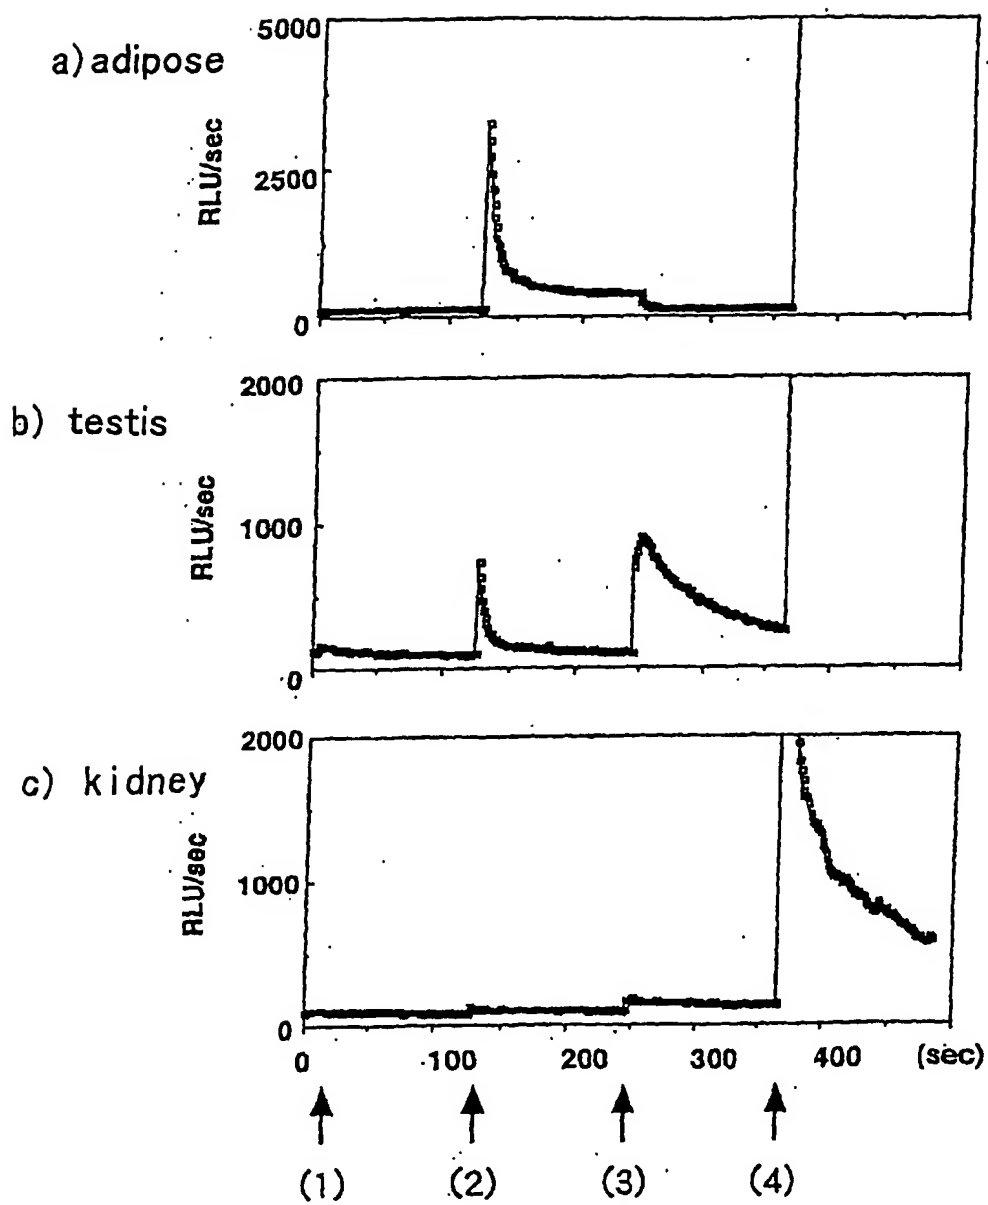 a) adipose
RLU/sec
5000
2500
0
b) testis
RLU/sec
2000
1000
0
c) kidney
RLU/sec
2000
1000
0
0 100 200 300 400 (sec)
(1) (2) (3) (4)